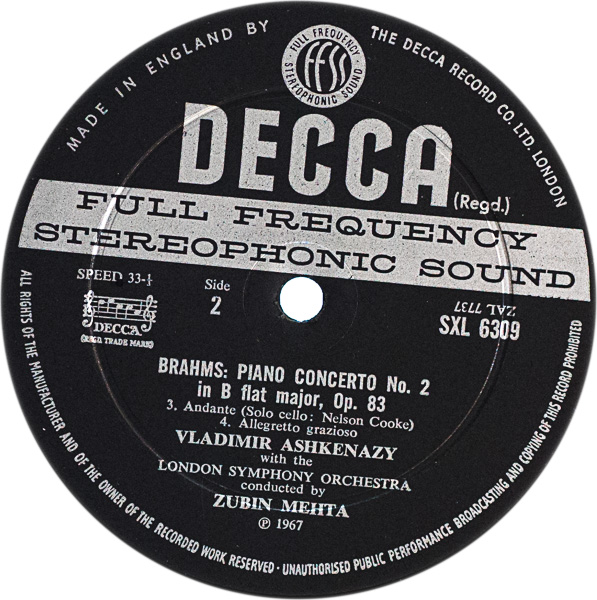 MADE IN ENGLAND BY
THE DECCA RECORD CO. LTD. LONDON
FULL FREQUENCY
ffss
STEREOPHONIC SOUND
DECCA
(Regd.)
FULL FREQUENCY
STEREOPHONIC SOUND
SPEED 33-⅓
DECCA
(REGD. TRADE MARK)
Side
2
ZAL 7737
SXL 6309
BRAHMS: PIANO CONCERTO No. 2
in B flat major, Op. 83
3. Andante (Solo cello: Nelson Cooke)
4. Allegretto grazioso
VLADIMIR ASHKENAZY
with the
LONDON SYMPHONY ORCHESTRA
conducted by
ZUBIN MEHTA
℗ 1967
ALL RIGHTS OF THE MANUFACTURER AND OF THE OWNER OF THE RECORDED WORK RESERVED · UNAUTHORISED PUBLIC PERFORMANCE BROADCASTING AND COPYING OF THIS RECORD PROHIBITED